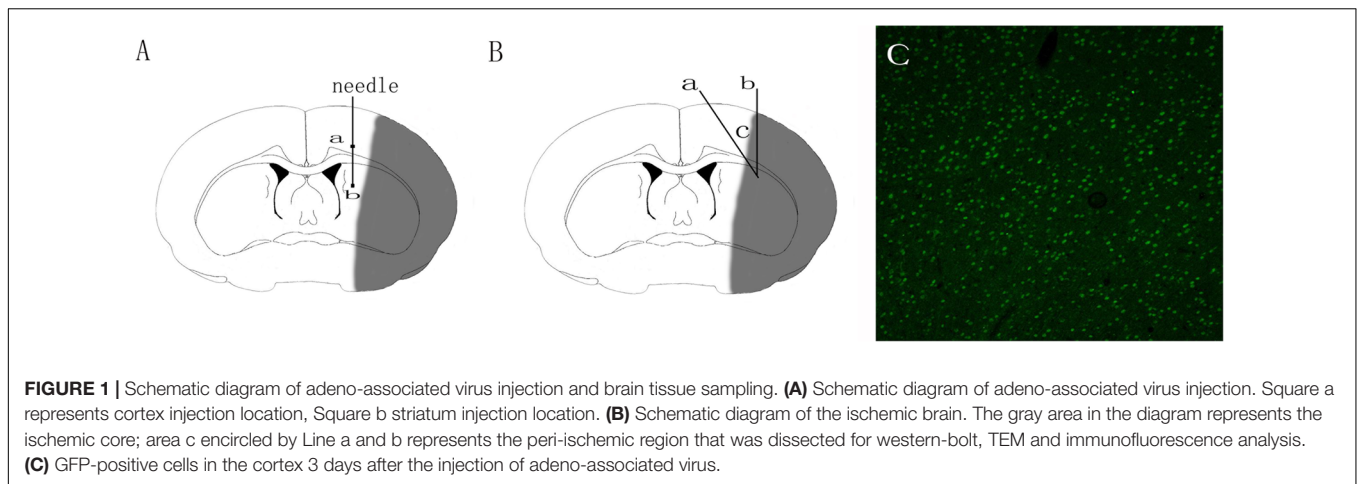 A
needle
a
b
B
a
b
c
C
FIGURE 1 | Schematic diagram of adeno-associated virus injection and brain tissue sampling. (A) Schematic diagram of adeno-associated virus injection. Square a
represents cortex injection location, Square b striatum injection location. (B) Schematic diagram of the ischemic brain. The gray area in the diagram represents the
ischemic core; area c encircled by Line a and b represents the peri-ischemic region that was dissected for western-bolt, TEM and immunofluorescence analysis.
(C) GFP-positive cells in the cortex 3 days after the injection of adeno-associated virus.